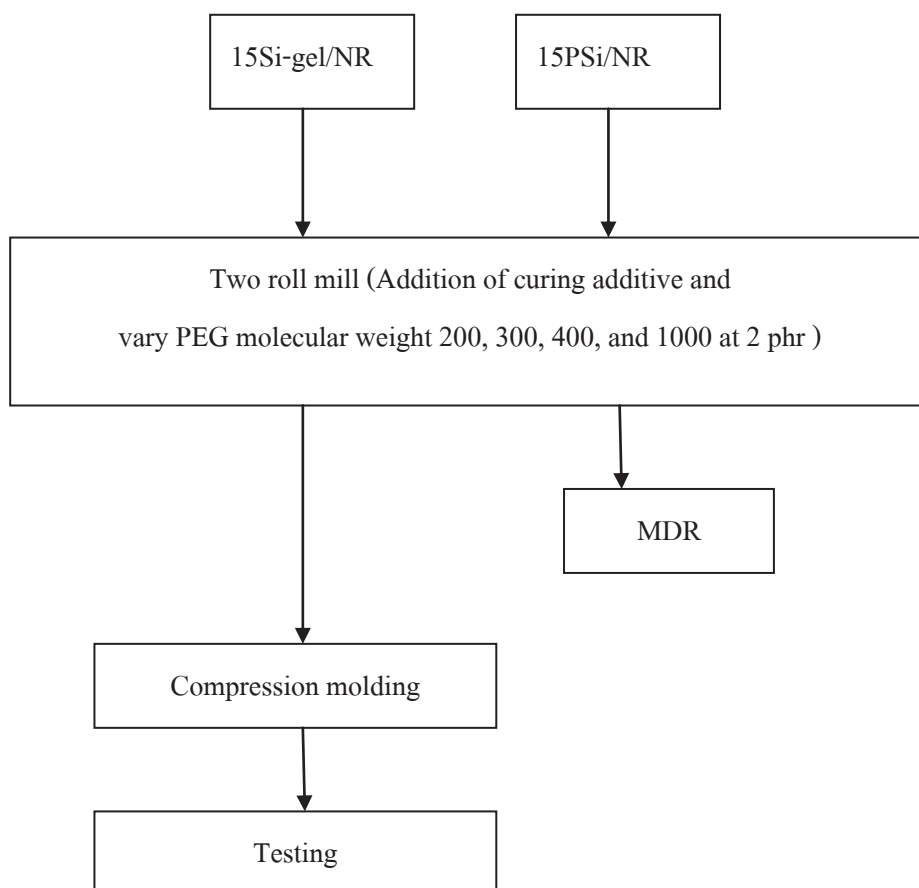 15Si-gel/NR
15PSi/NR
Two roll mill (Addition of curing additive and
vary PEG molecular weight 200, 300, 400, and 1000 at 2 phr )
MDR
Compression molding
Testing